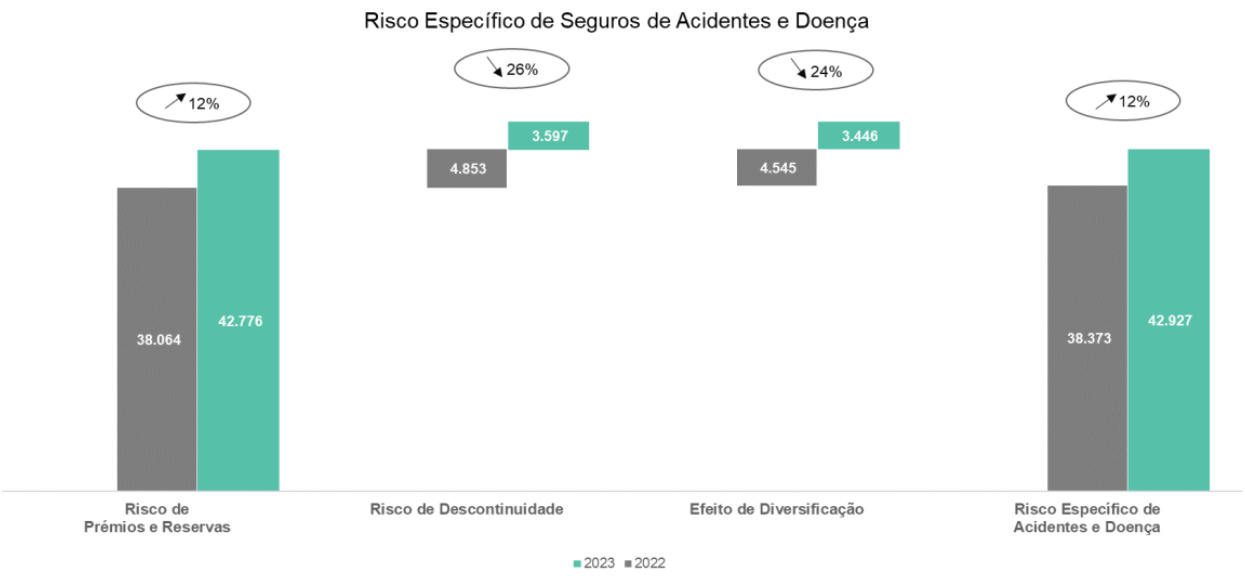 Risco Específico de Seguros de Acidentes e Doença
12%
26%
24%
12%
38.064
42.776
4.853
3.597
4.545
3.446
38.373
42.927
Risco de
Prémios e Reservas
Risco de Descontinuidade
Efeito de Diversificação
Risco Específico de
Acidentes e Doença
2023 2022